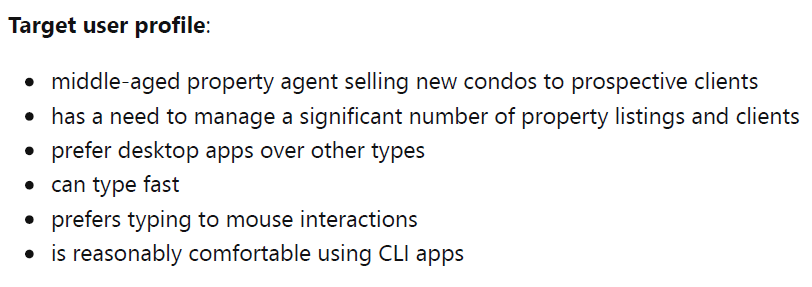 Target user profile:
• middle-aged property agent selling new condos to prospective clients
• has a need to manage a significant number of property listings and clients
• prefer desktop apps over other types
• can type fast
• prefers typing to mouse interactions
• is reasonably comfortable using CLI apps